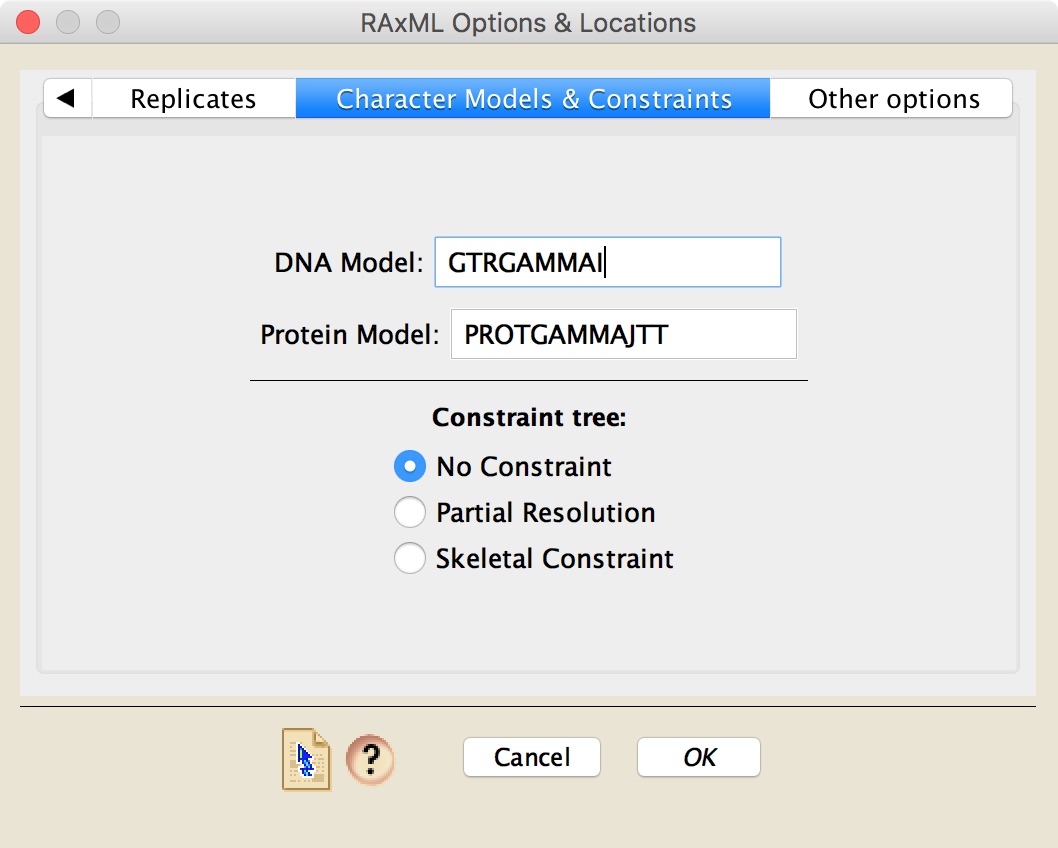 RAxML Options & Locations
◀ Replicates Character Models & Constraints Other options
DNA Model: GTRGAMMAI
Protein Model: PROTGAMMAJTT
Constraint tree:
No Constraint
Partial Resolution
Skeletal Constraint
? Cancel OK